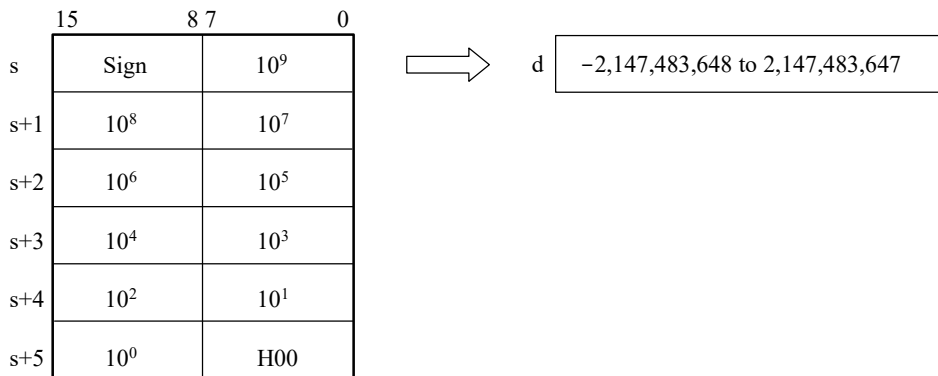 15 8 7 0
s Sign 10⁹ d −2,147,483,648 to 2,147,483,647
s+1 10⁸ 10⁷
s+2 10⁶ 10⁵
s+3 10⁴ 10³
s+4 10² 10¹
s+5 10⁰ H00